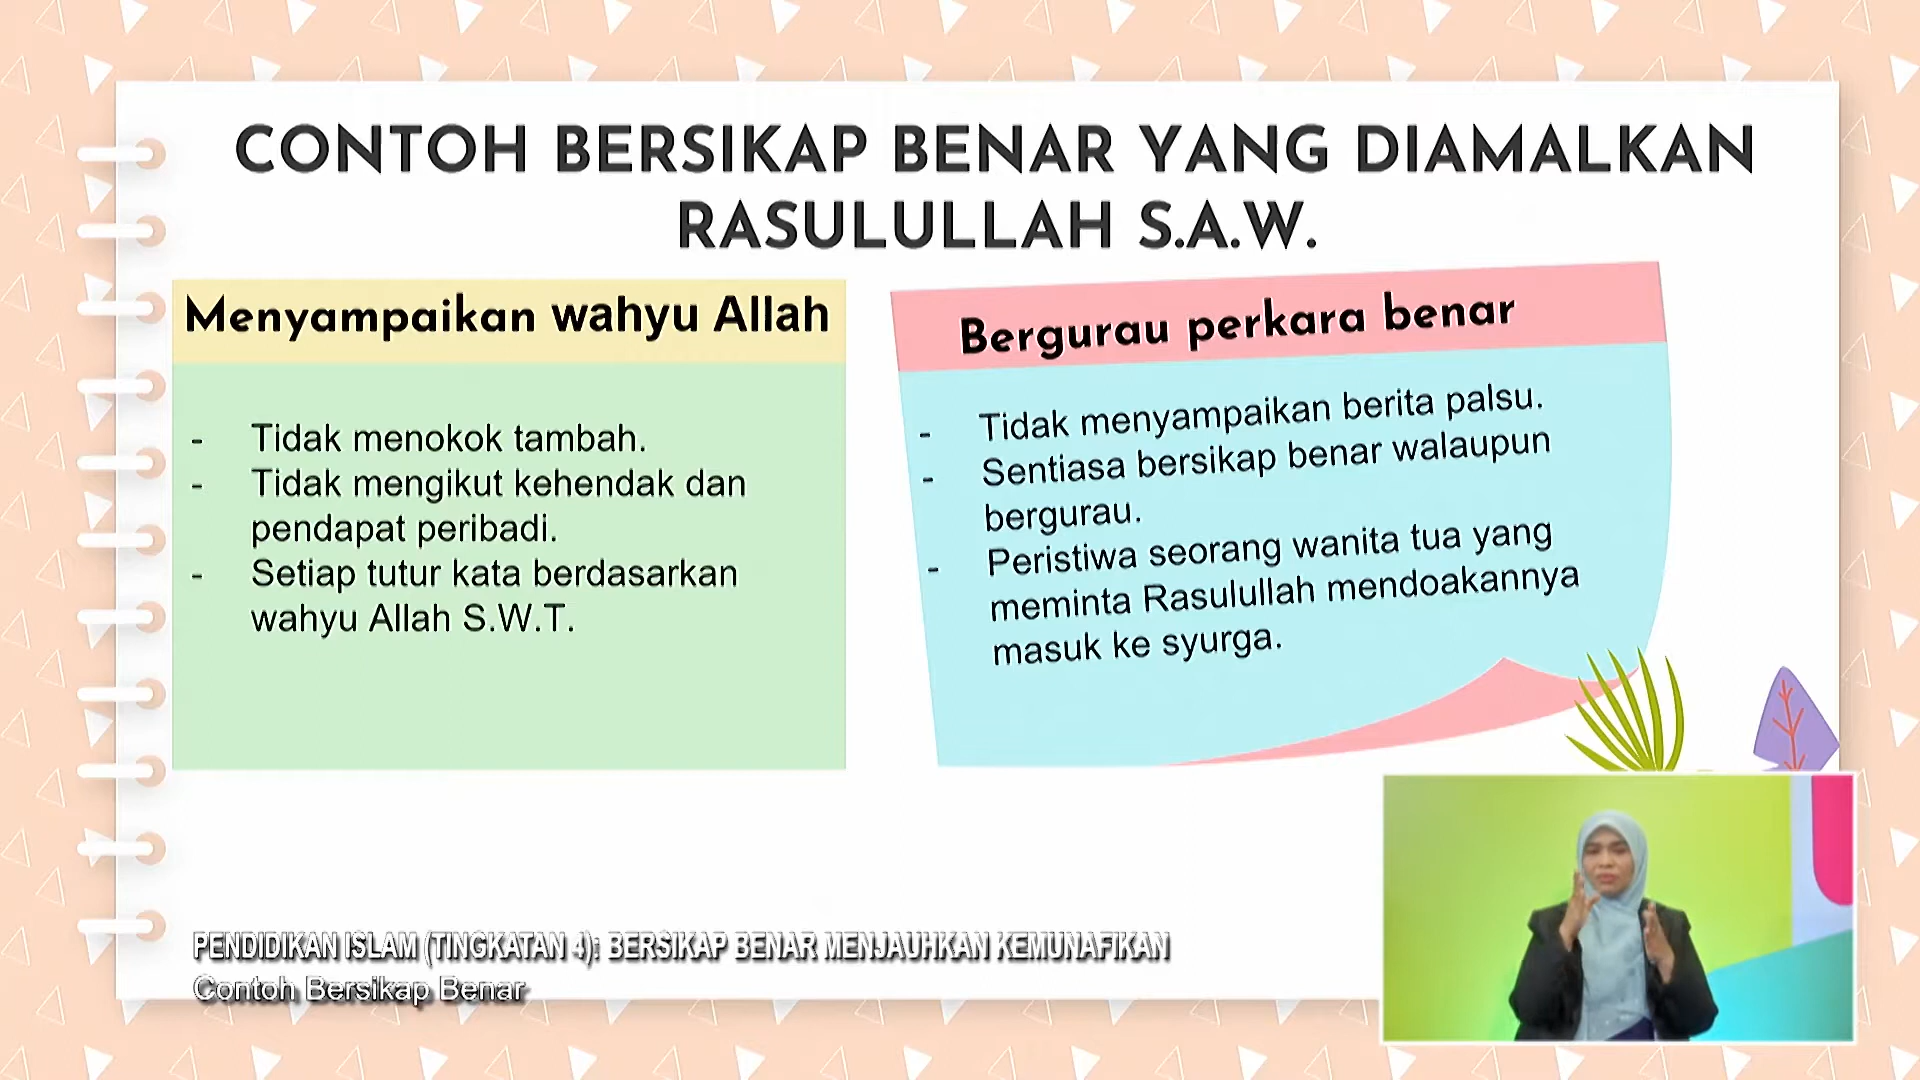 CONTOH BERSIKAP BENAR YANG DIAMALKAN
RASULULLAH S.A.W.
Menyampaikan wahyu Allah
- Tidak menokok tambah.
- Tidak mengikut kehendak dan
pendapat peribadi.
- Setiap tutur kata berdasarkan
wahyu Allah S.W.T.
Bergurau perkara benar
- Tidak menyampaikan berita palsu.
- Sentiasa bersikap benar walaupun
bergurau.
- Peristiwa seorang wanita tua yang
meminta Rasulullah mendoakannya
masuk ke syurga.
PENDIDIKAN ISLAM (TINGKATAN 4): BERSIKAP BENAR MENJAUHKAN KEMUNAFIKAN
Contoh Bersikap Benar